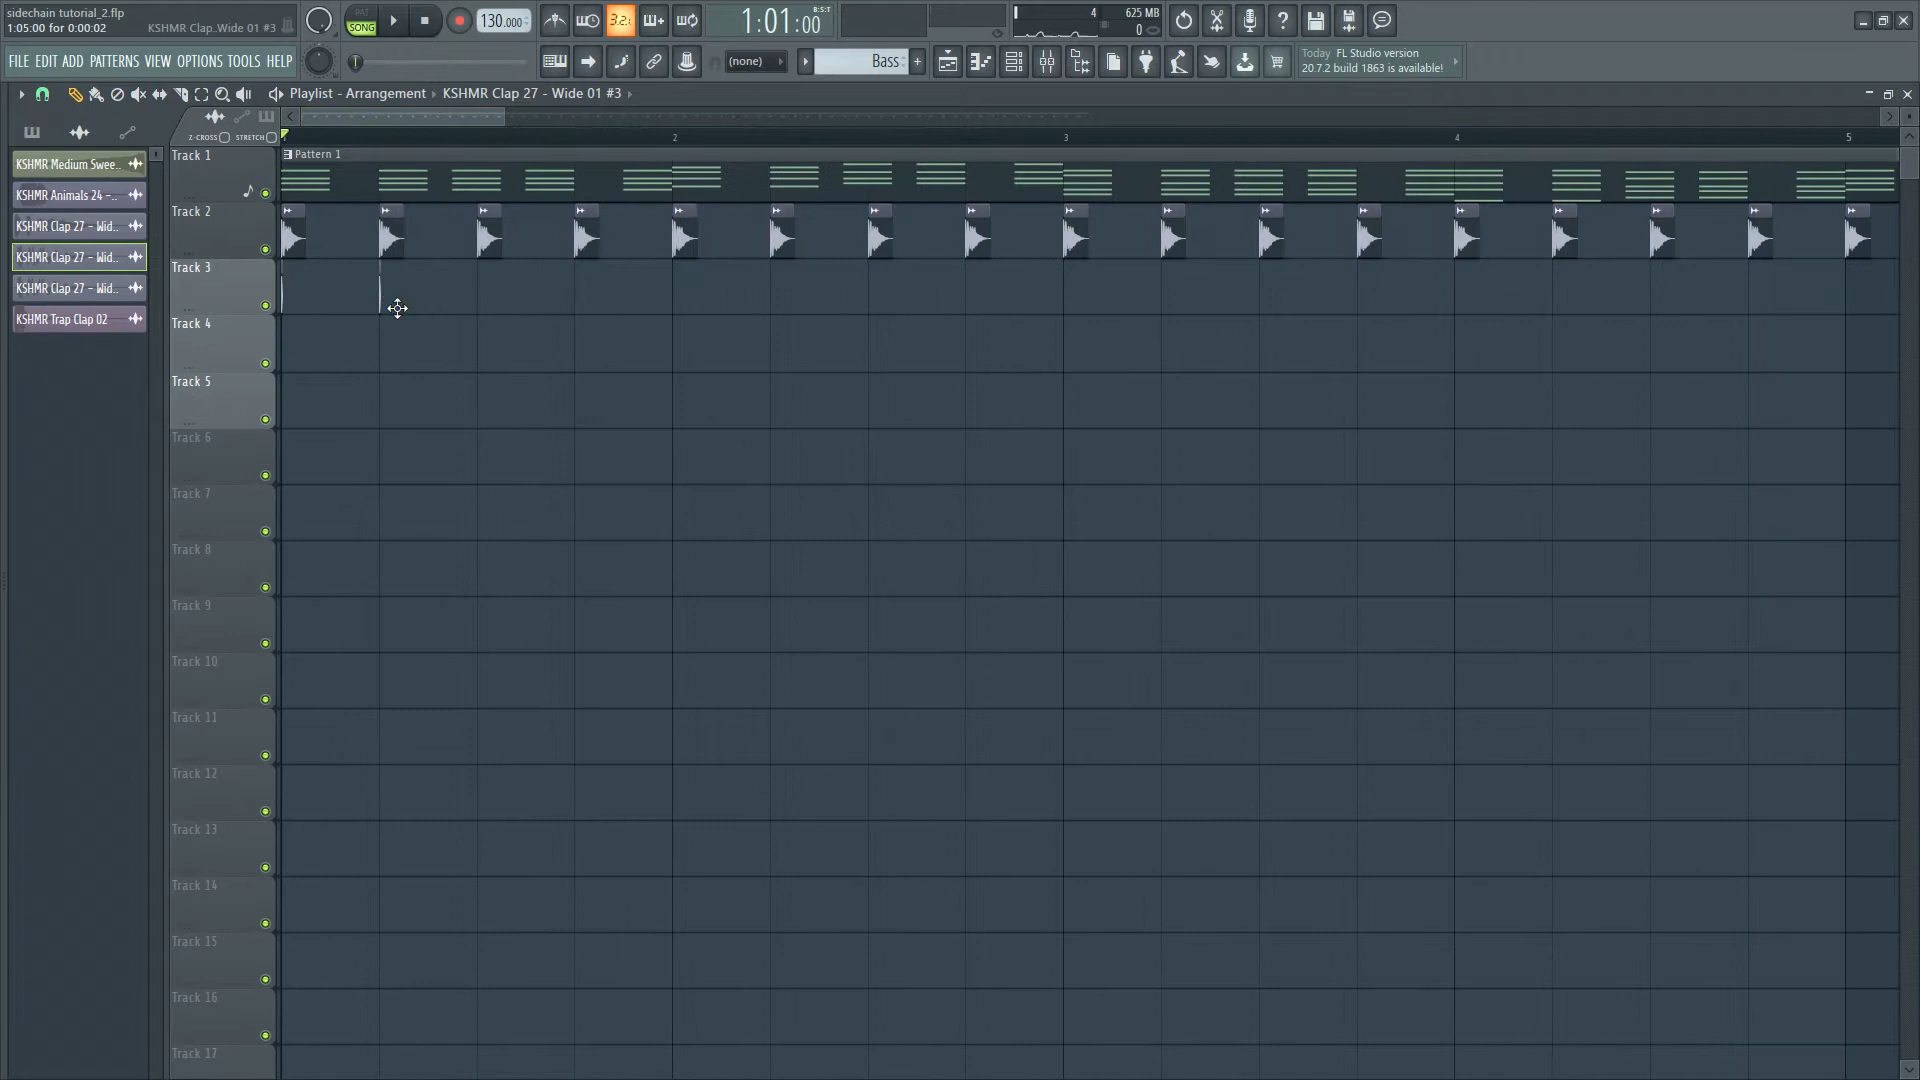 sidechain tutorial_2.flp
1:05:00 for 0:00:02
KSHMR Clap..Wide 01 #3
PAT
SONG
130.000
3.2.
1:01:00
B:S:T
4
625 MB
0
FILE EDIT ADD PATTERNS VIEW OPTIONS TOOLS HELP
(none)
Bass
Today FL Studio version
20.7.2 build 1863 is available!
Playlist - Arrangement
KSHMR Clap 27 - Wide 01 #3
Z-CROSS
STRETCH
2
3
4
5
KSHMR Medium Swee..
KSHMR Animals 24 -..
KSHMR Clap 27 - Wid..
KSHMR Clap 27 - Wid..
KSHMR Clap 27 - Wid..
KSHMR Trap Clap 02
Track 1
Pattern 1
Track 2
Track 3
Track 4
Track 5
Track 6
Track 7
Track 8
Track 9
Track 10
Track 11
Track 12
Track 13
Track 14
Track 15
Track 16
Track 17